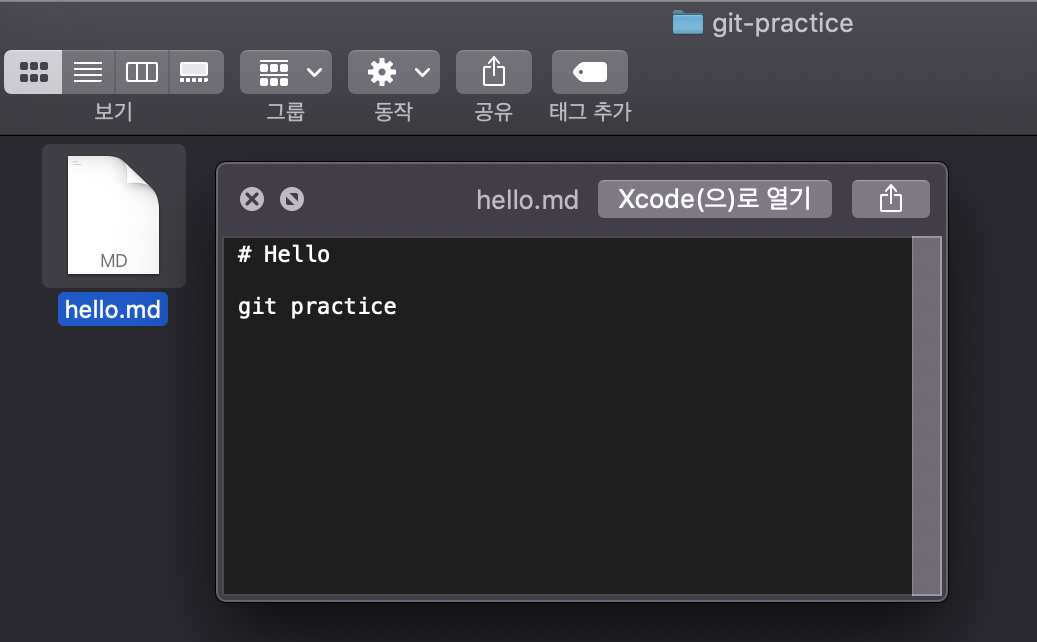 git-practice
보기
그룹
동작
공유
태그 추가
MD
hello.md
hello.md
Xcode(으)로 열기
# Hello
git practice